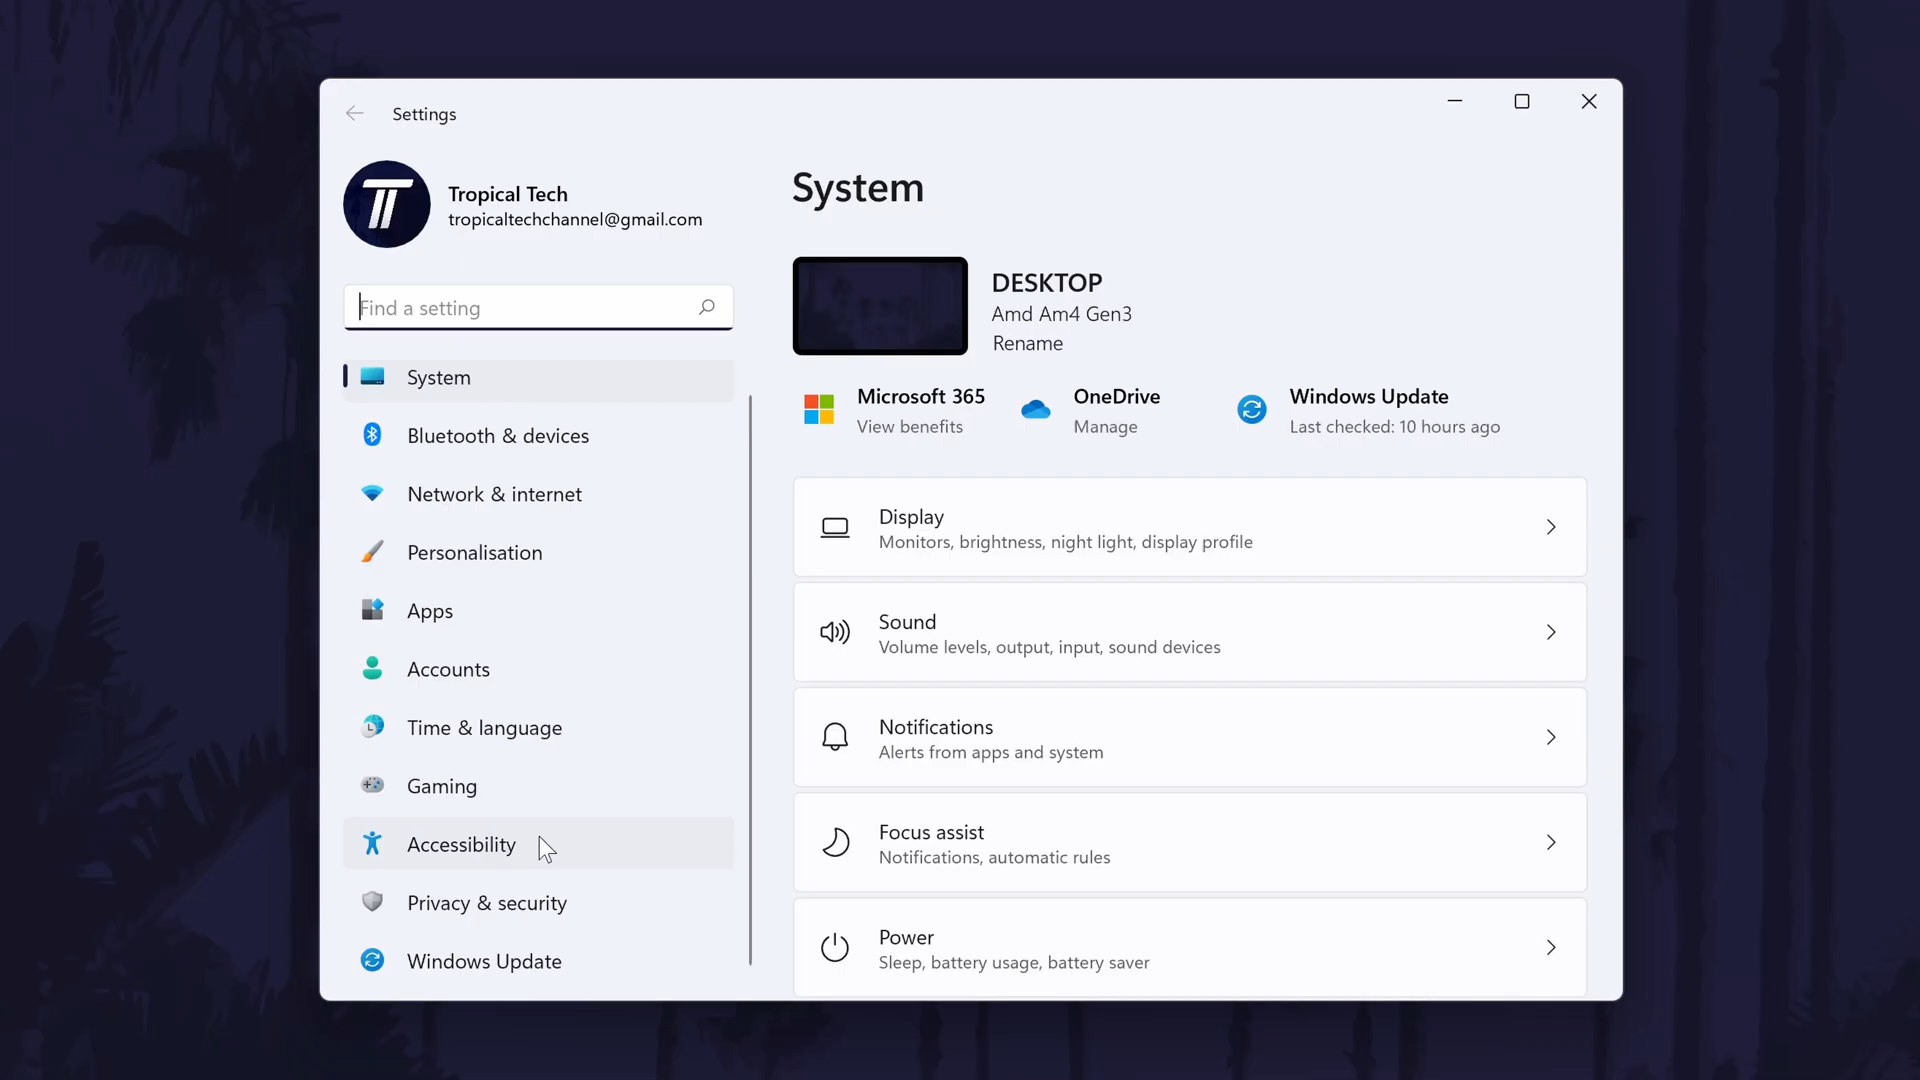 Settings
Tropical Tech
tropicaltechchannel@gmail.com
Find a setting
System
Bluetooth & devices
Network & internet
Personalisation
Apps
Accounts
Time & language
Gaming
Accessibility
Privacy & security
Windows Update
System
DESKTOP
Amd Am4 Gen3
Rename
Microsoft 365
View benefits
OneDrive
Manage
Windows Update
Last checked: 10 hours ago
Display
Monitors, brightness, night light, display profile
Sound
Volume levels, output, input, sound devices
Notifications
Alerts from apps and system
Focus assist
Notifications, automatic rules
Power
Sleep, battery usage, battery saver